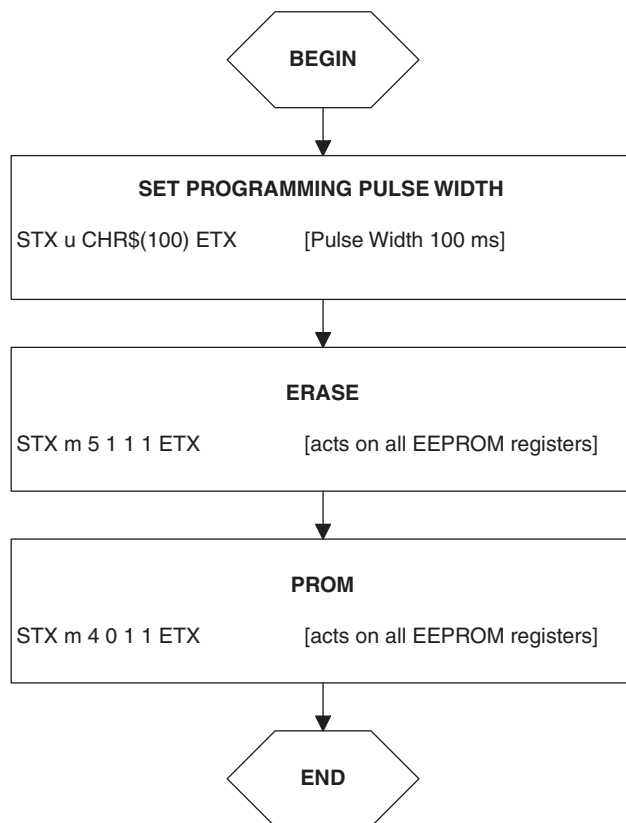 BEGIN
SET PROGRAMMING PULSE WIDTH
STX u CHR$(100) ETX [Pulse Width 100 ms]
ERASE
STX m 5 1 1 1 ETX [acts on all EEPROM registers]
PROM
STX m 4 0 1 1 ETX [acts on all EEPROM registers]
END